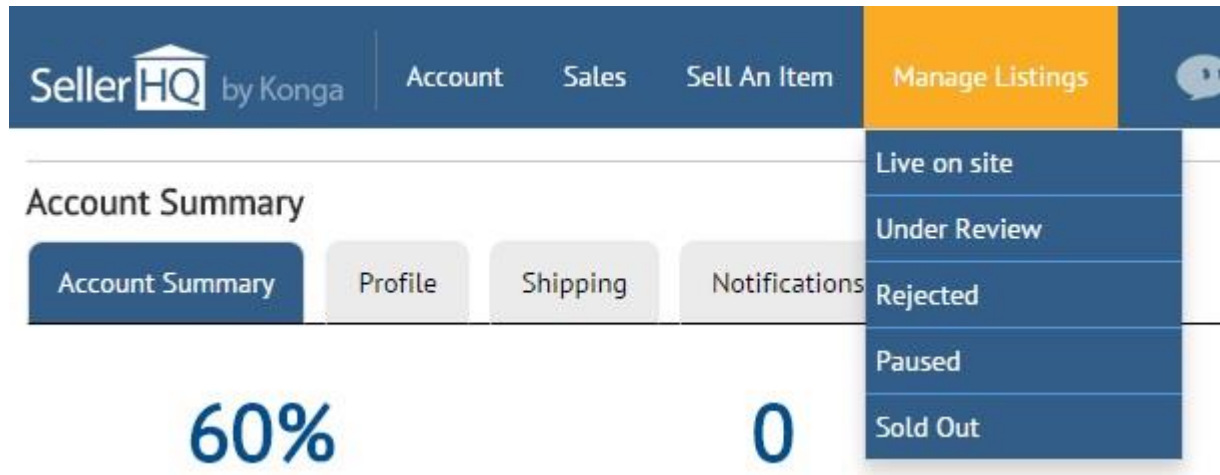 SellerHQ by Konga
Account
Sales
Sell An Item
Manage Listings
Live on site
Under Review
Rejected
Paused
Sold Out
Account Summary
Account Summary
Profile
Shipping
Notifications
60%
0